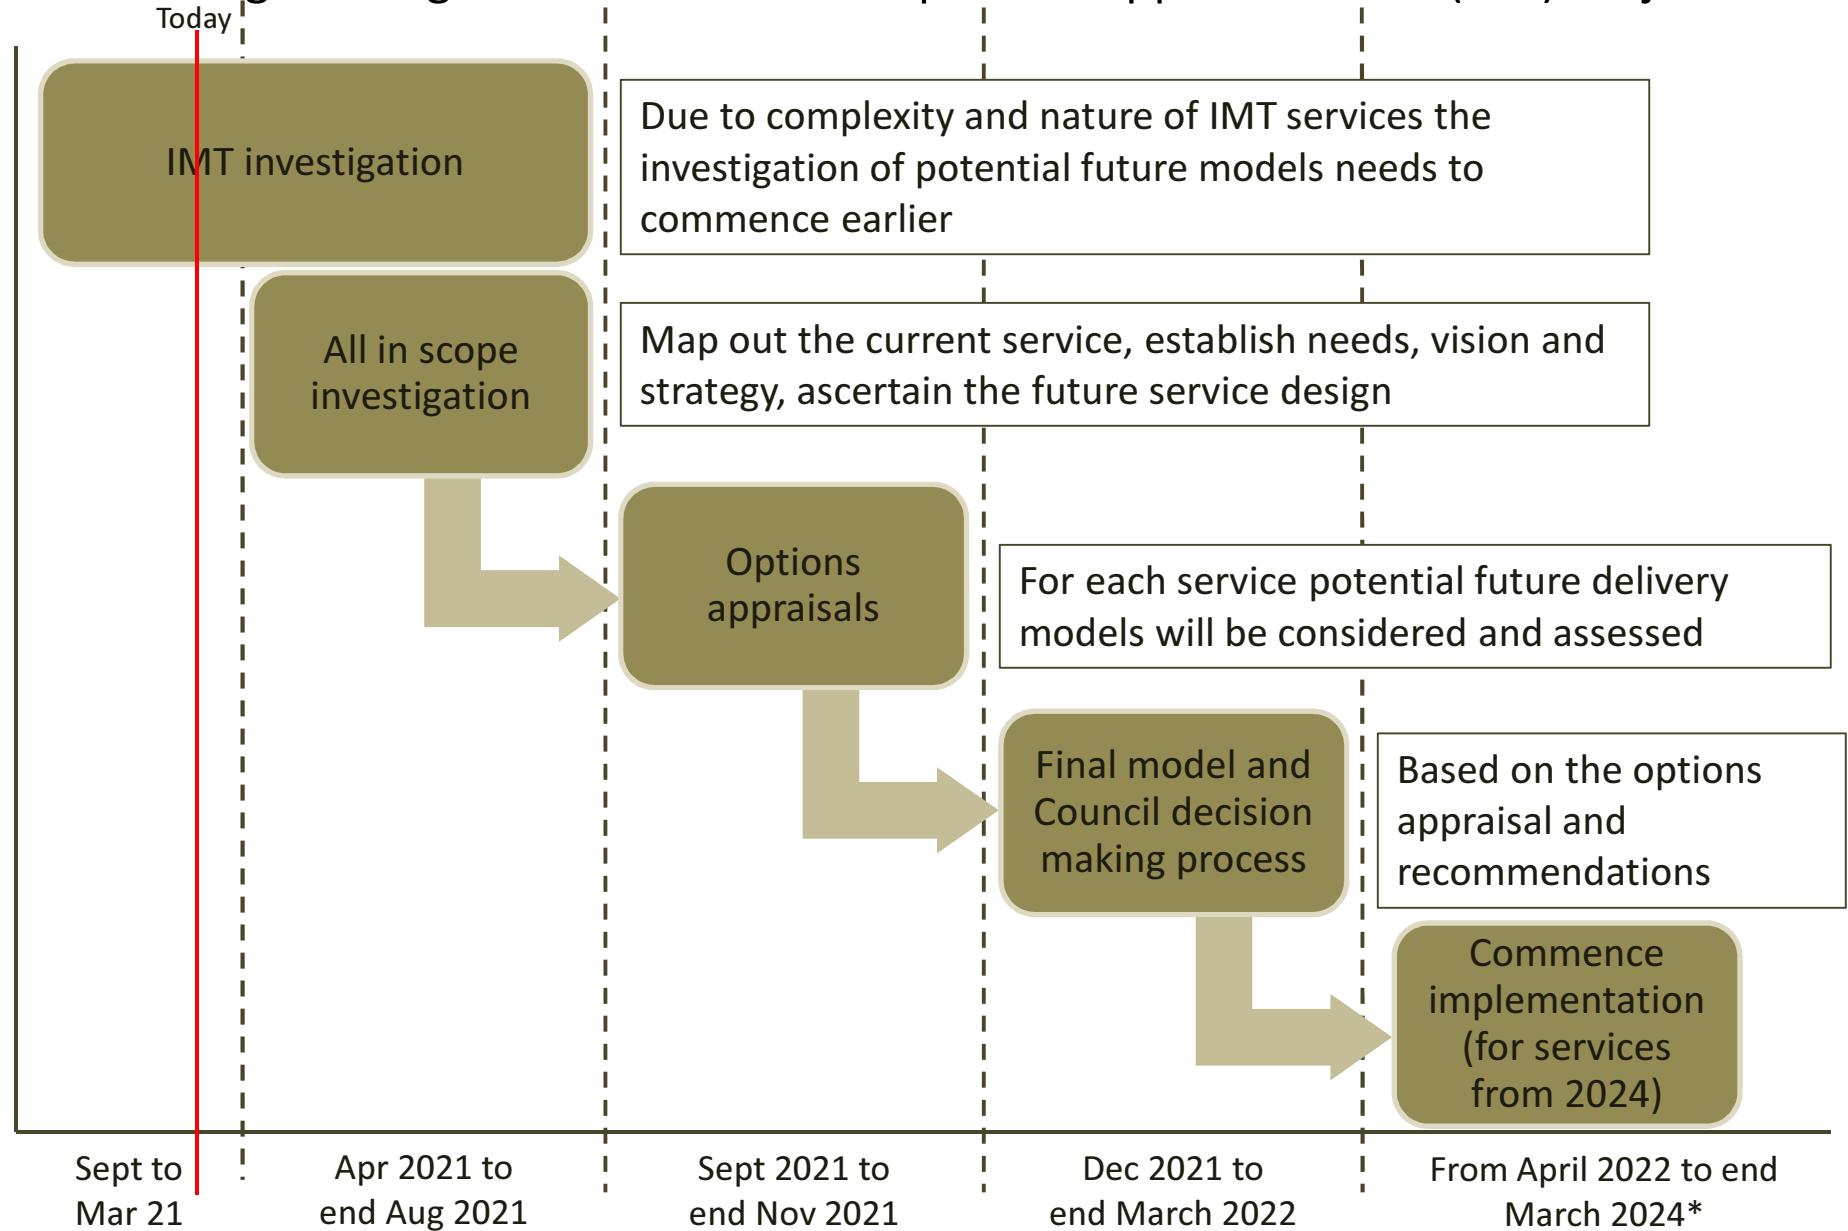 Today
IMT investigation
Due to complexity and nature of IMT services the
investigation of potential future models needs to
commence earlier
All in scope
investigation
Map out the current service, establish needs, vision and
strategy, ascertain the future service design
Options
appraisals
For each service potential future delivery
models will be considered and assessed
Final model and
Council decision
making process
Based on the options
appraisal and
recommendations
Commence
implementation
(for services
from 2024)
Sept to
Mar 21
Apr 2021 to
end Aug 2021
Sept 2021 to
end Nov 2021
Dec 2021 to
end March 2022
From April 2022 to end
March 2024*